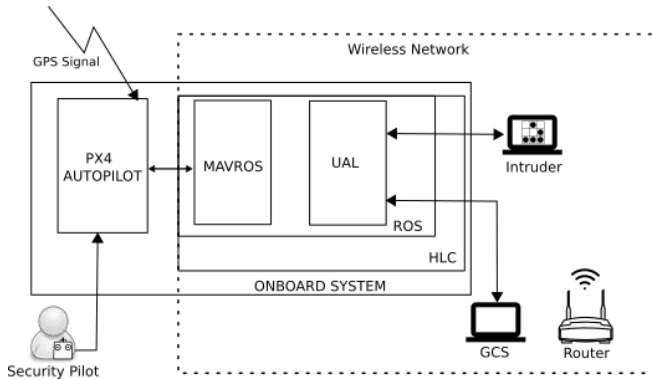 Wireless Network
GPS Signal
PX4
AUTOPILOT
MAVROS
UAL
Intruder
ROS
HLC
ONBOARD SYSTEM
GCS
Router
Security Pilot